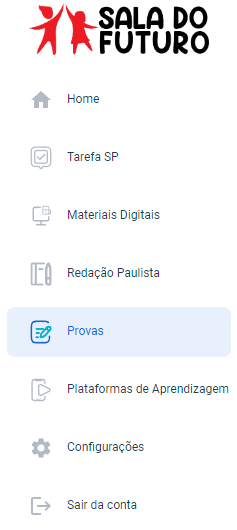 SALA DO
FUTURO
Home
Tarefa SP
Materiais Digitais
Redação Paulista
Provas
Plataformas de Aprendizagem
Configurações
Sair da conta